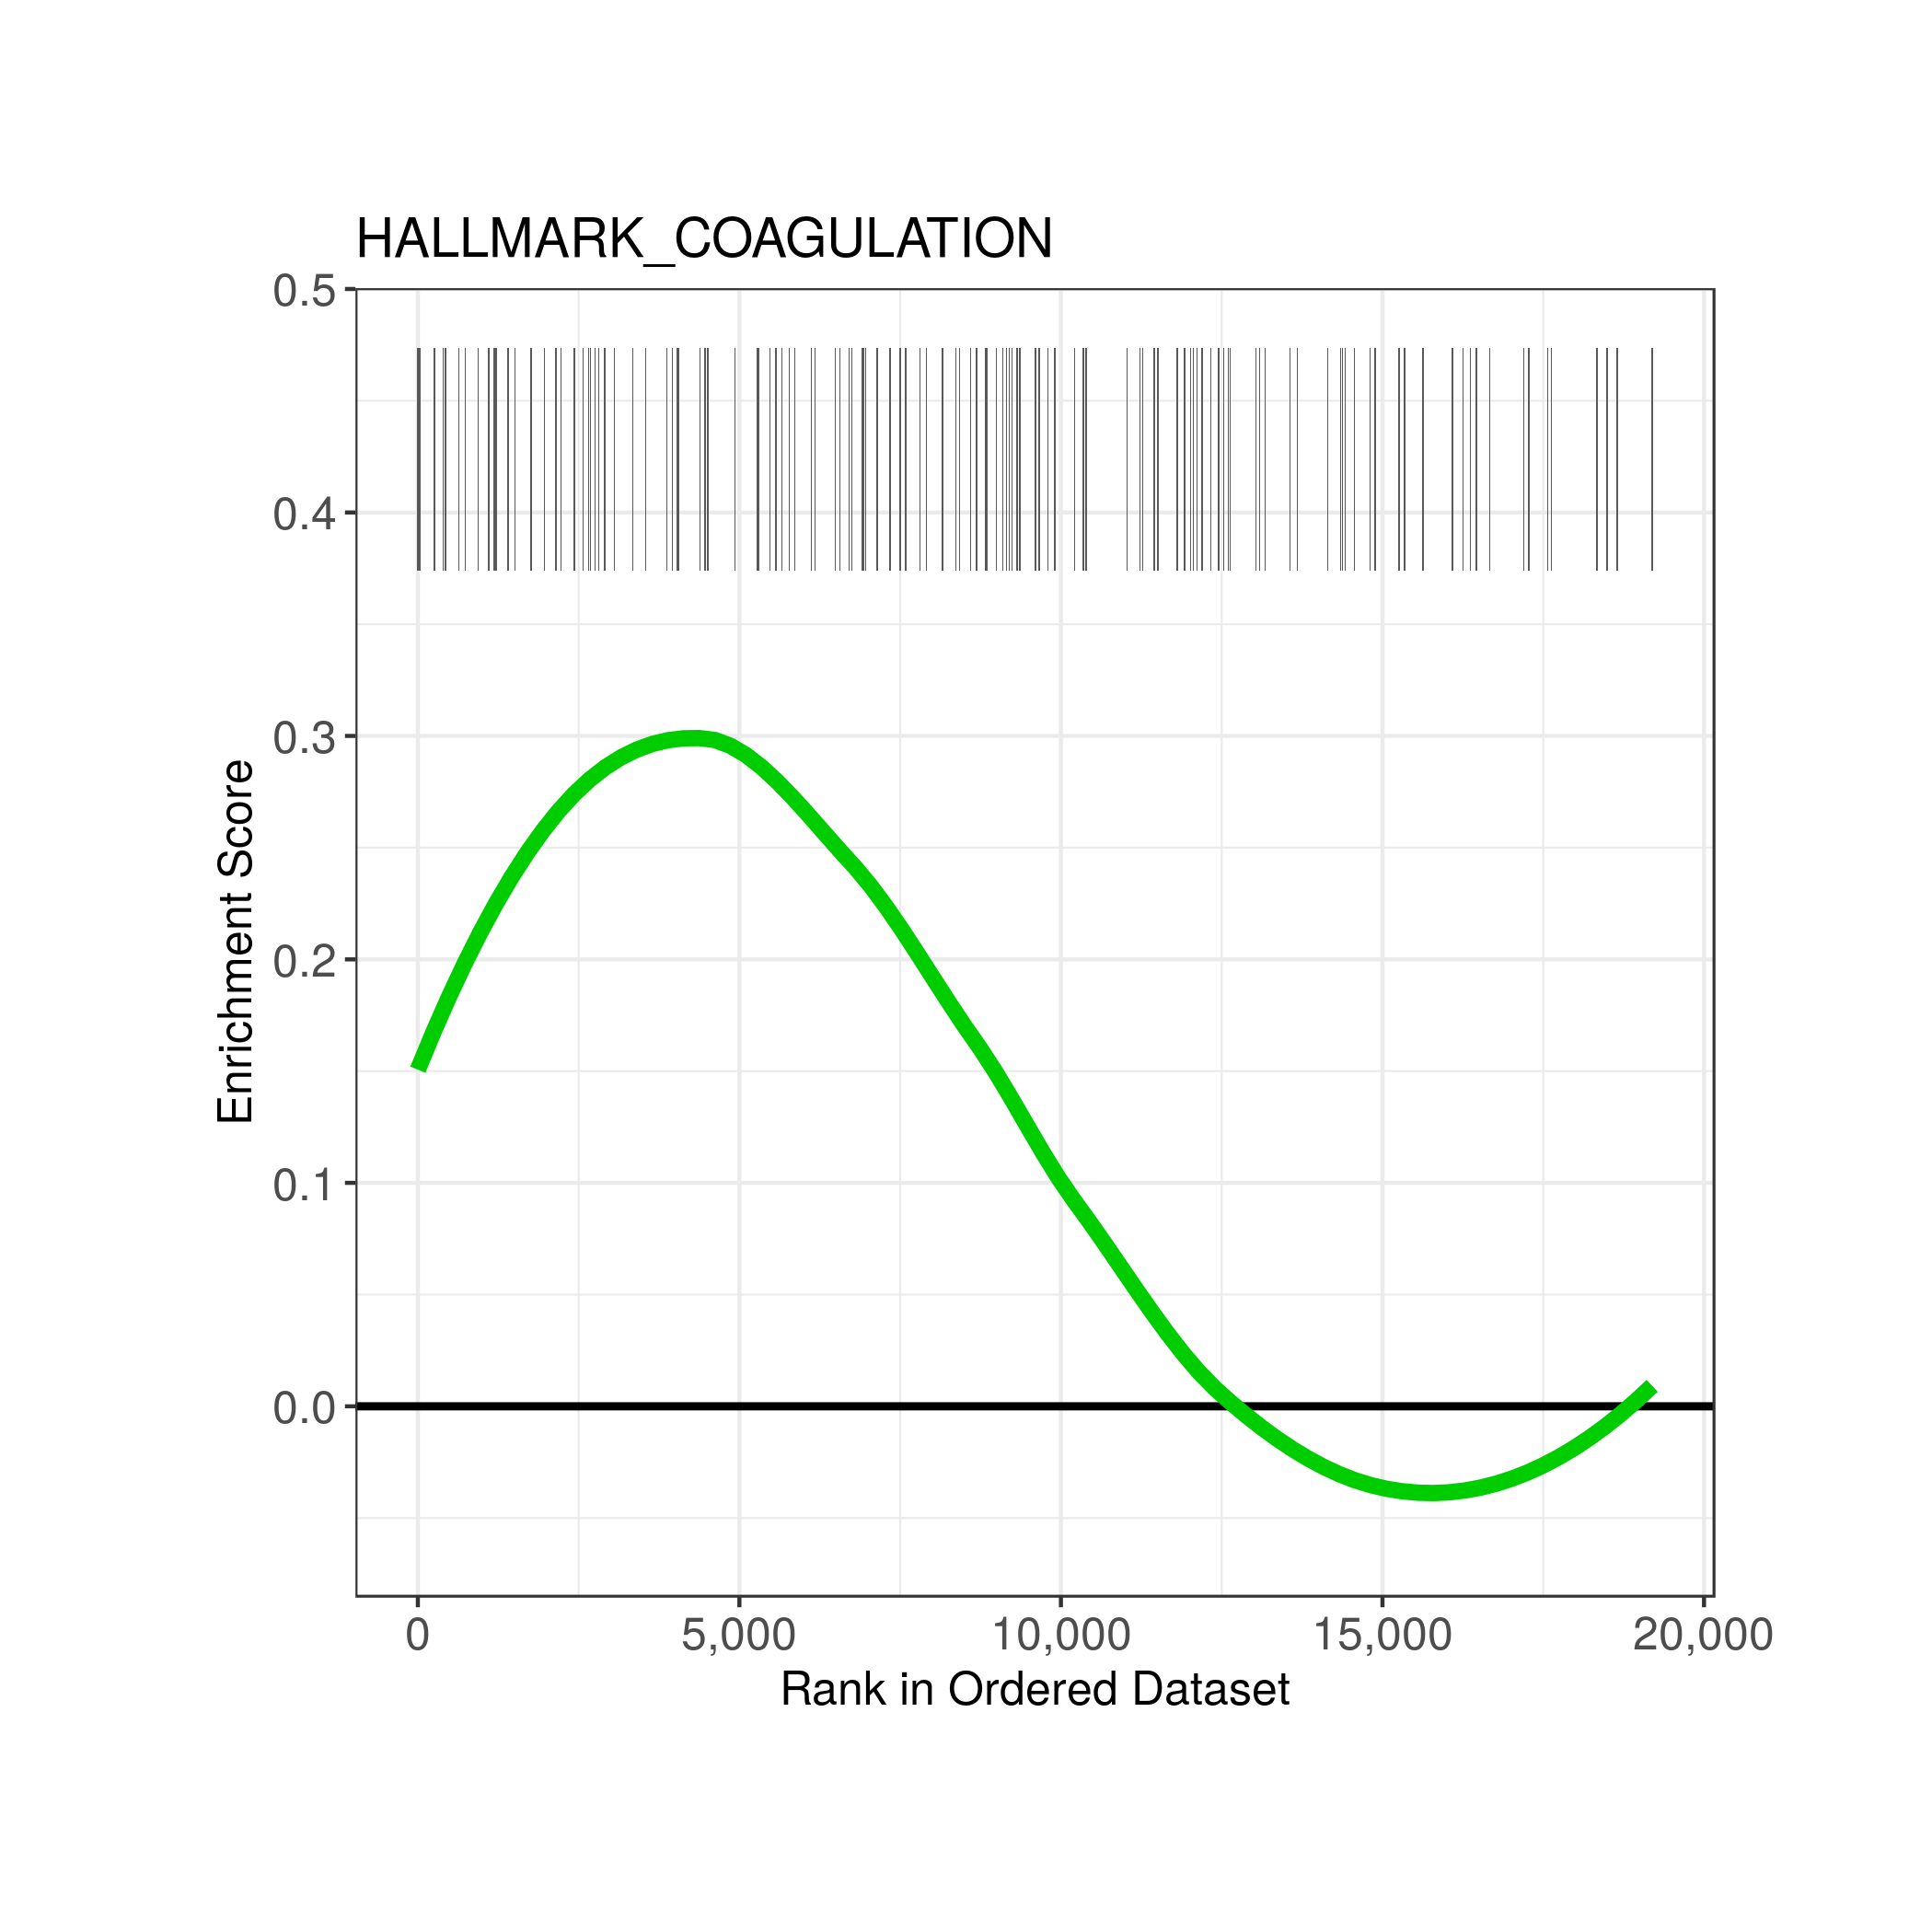 HALLMARK_COAGULATION
0.5
0.4
0.3
0.2
0.1
0.0
Enrichment Score
0 5,000 10,000 15,000 20,000
Rank in Ordered Dataset